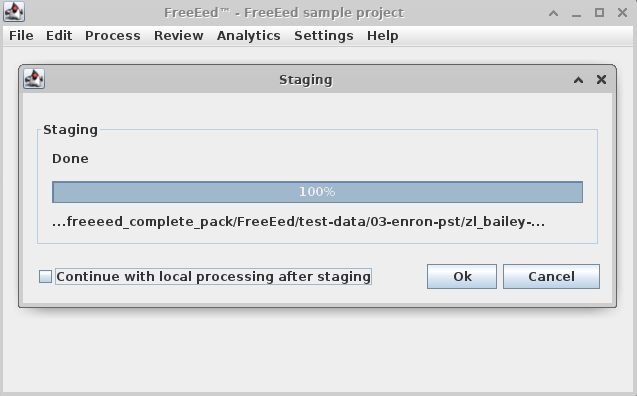 FreeEed™ - FreeEed sample project
File Edit Process Review Analytics Settings Help
Staging
Staging
Done
100%
...freeeed_complete_pack/FreeEed/test-data/03-enron-pst/zl_bailey-...
Continue with local processing after staging Ok Cancel